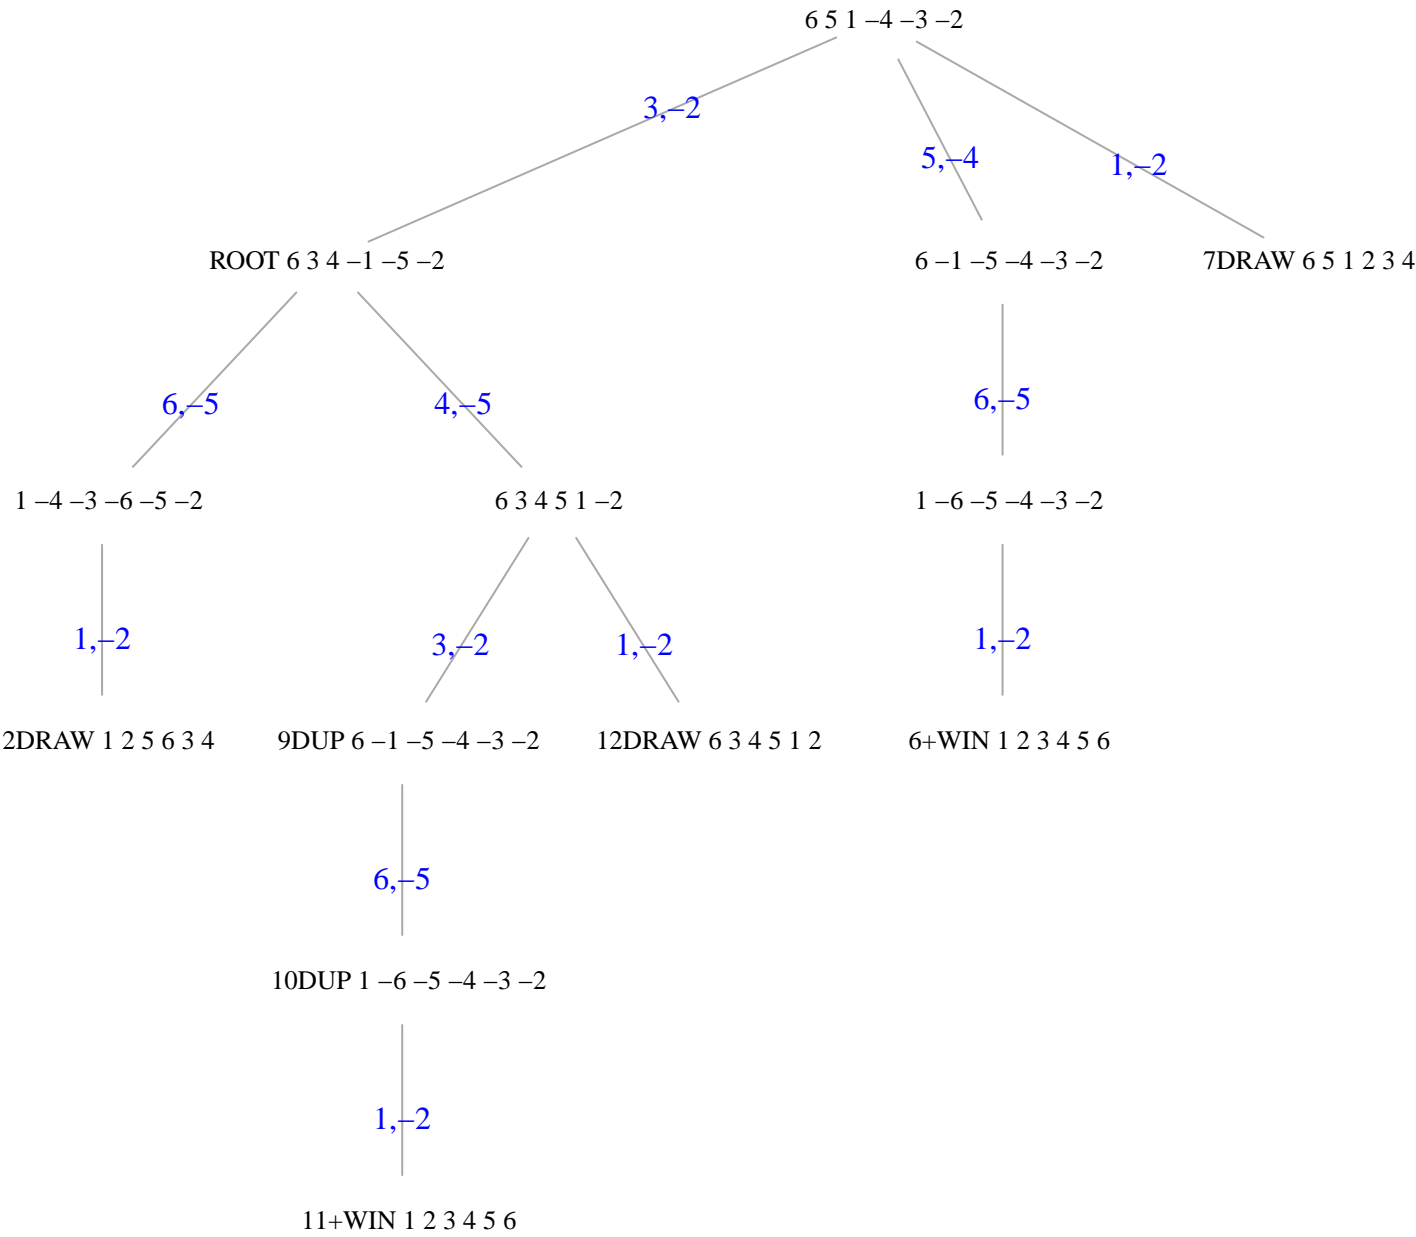 6 5 1 –4 –3 –2
3,–2
5,–4
1,–2
ROOT 6 3 4 –1 –5 –2
6 –1 –5 –4 –3 –2
7DRAW 6 5 1 2 3 4
6,–5
4,–5
6,–5
1 –4 –3 –6 –5 –2
6 3 4 5 1 –2
1 –6 –5 –4 –3 –2
1,–2
3,–2
1,–2
1,–2
2DRAW 1 2 5 6 3 4
9DUP 6 –1 –5 –4 –3 –2
12DRAW 6 3 4 5 1 2
6+WIN 1 2 3 4 5 6
6,–5
10DUP 1 –6 –5 –4 –3 –2
1,–2
11+WIN 1 2 3 4 5 6